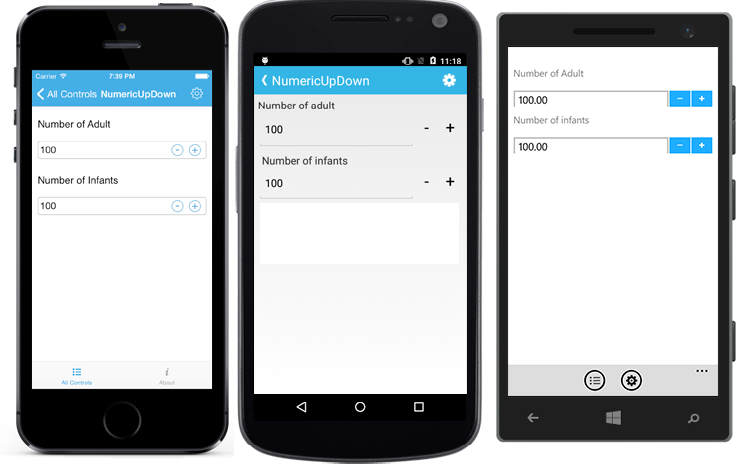 Carrier 7:39 PM
All Controls NumericUpDown
Number of Adult
100 - +
Number of Infants
100 - +
All Controls About
11:18
NumericUpDown
Number of adult
100 - +
Number of infants
100 - +
Number of Adult
100.00 - +
Number of infants
100.00 - +